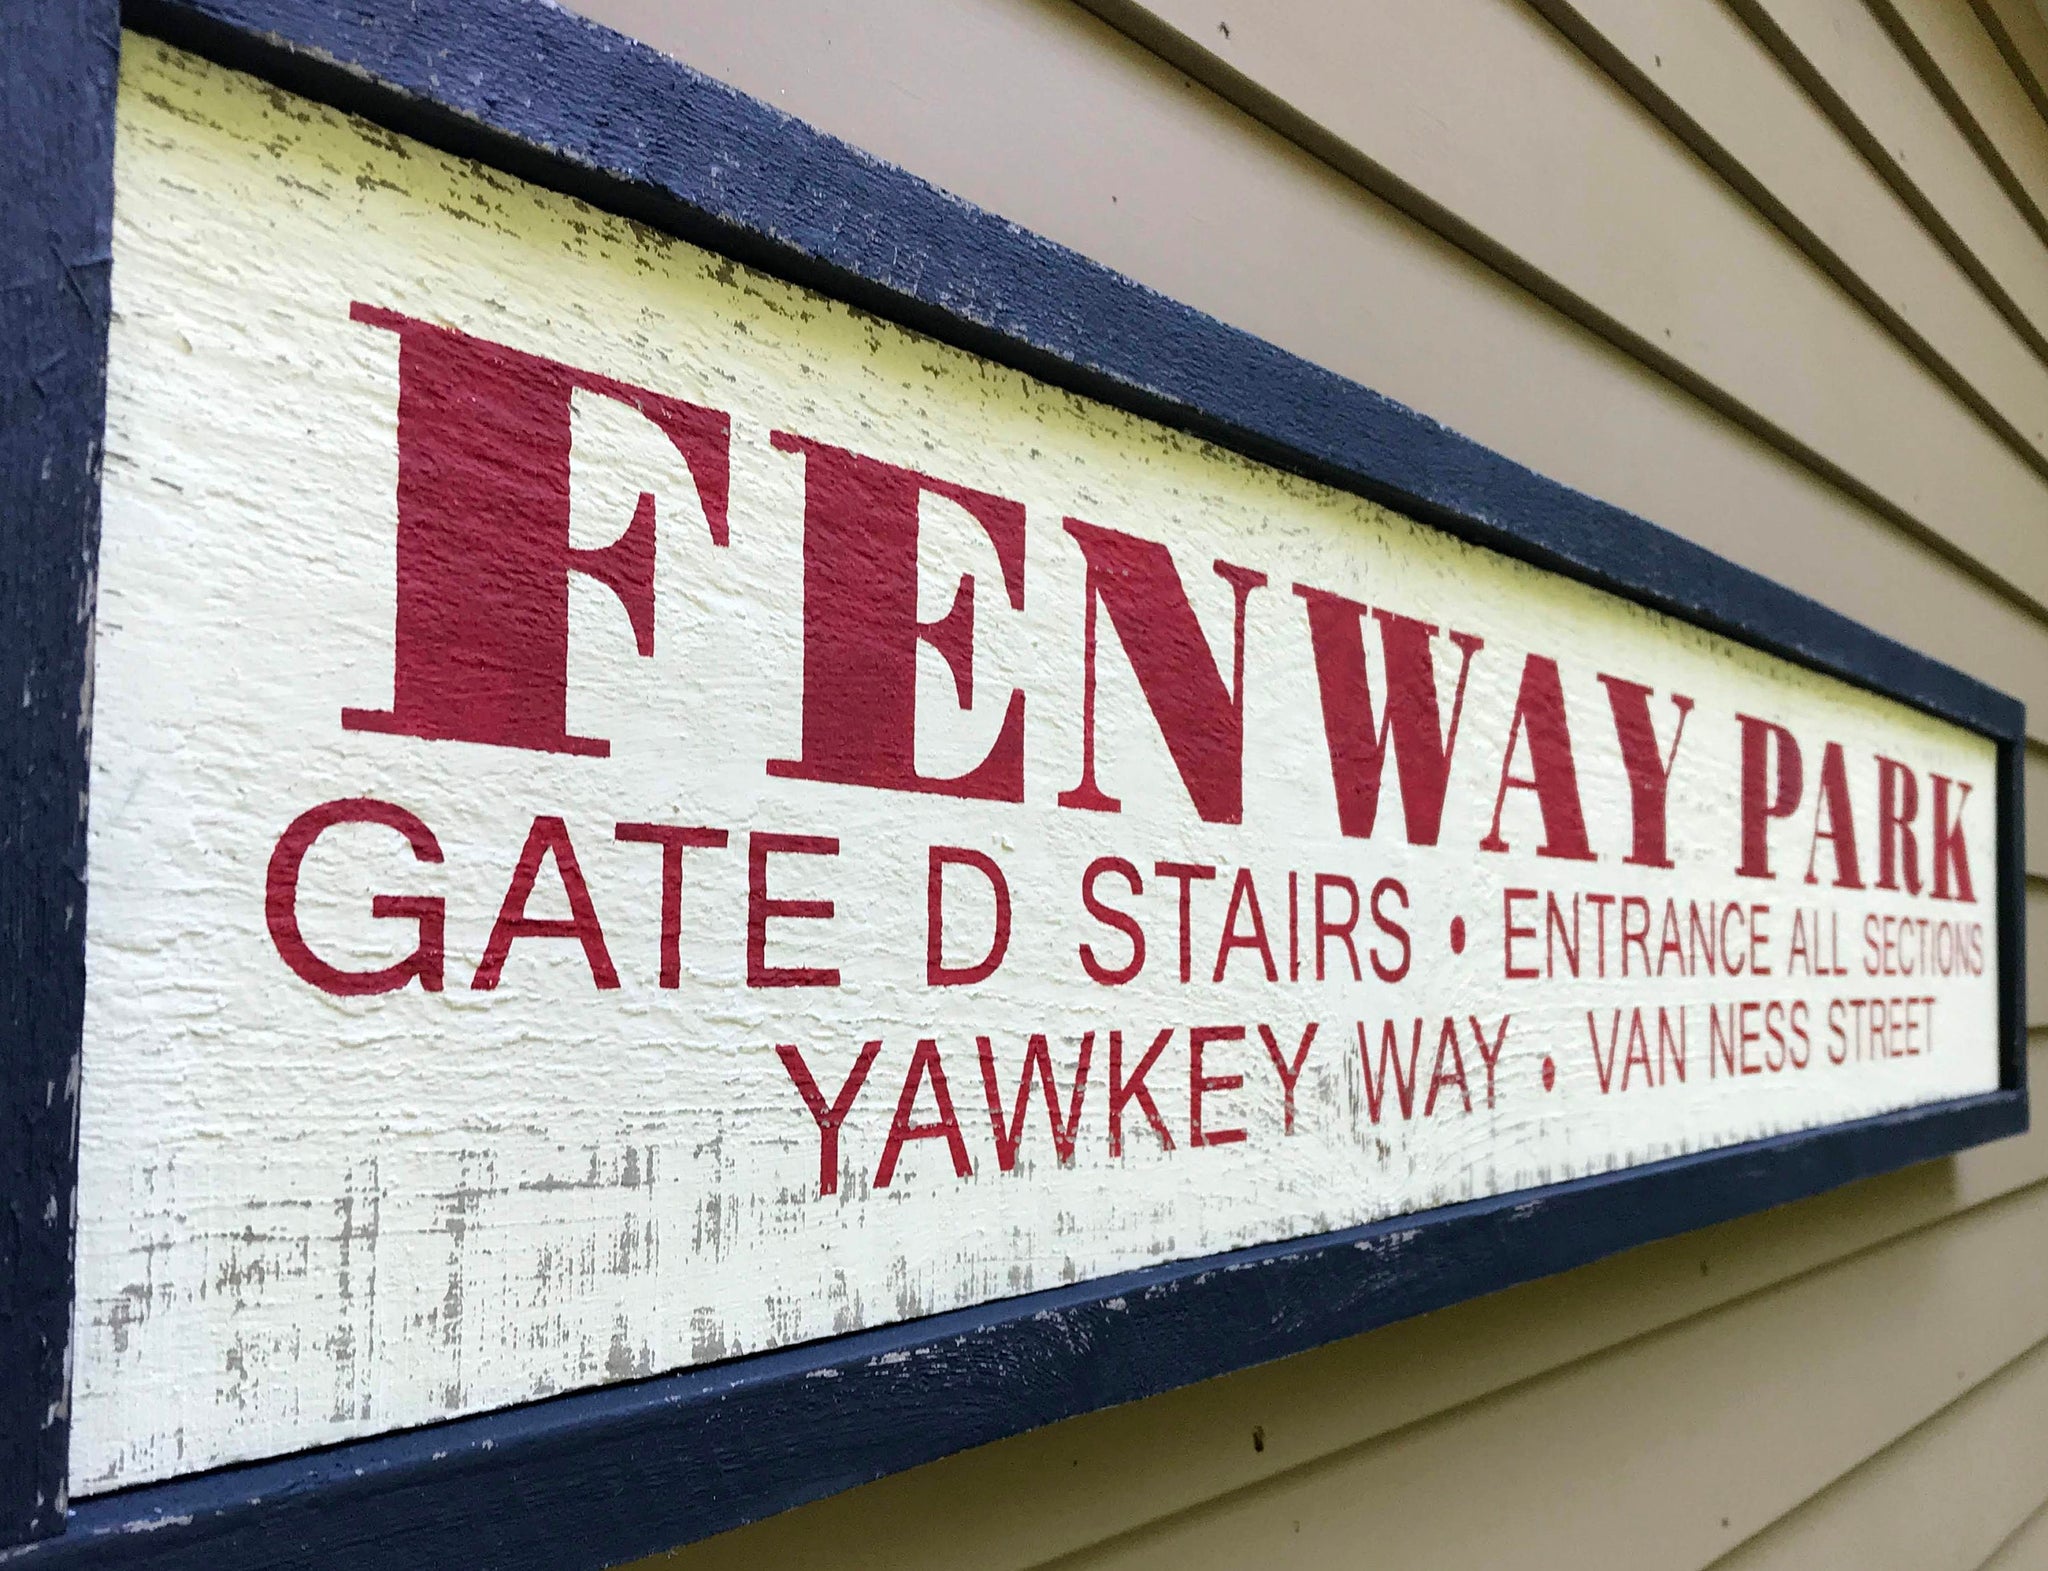 FENWAY PARK
GATE D STAIRS • ENTRANCE ALL SECTIONS
YAWKEY WAY • VAN NESS STREET